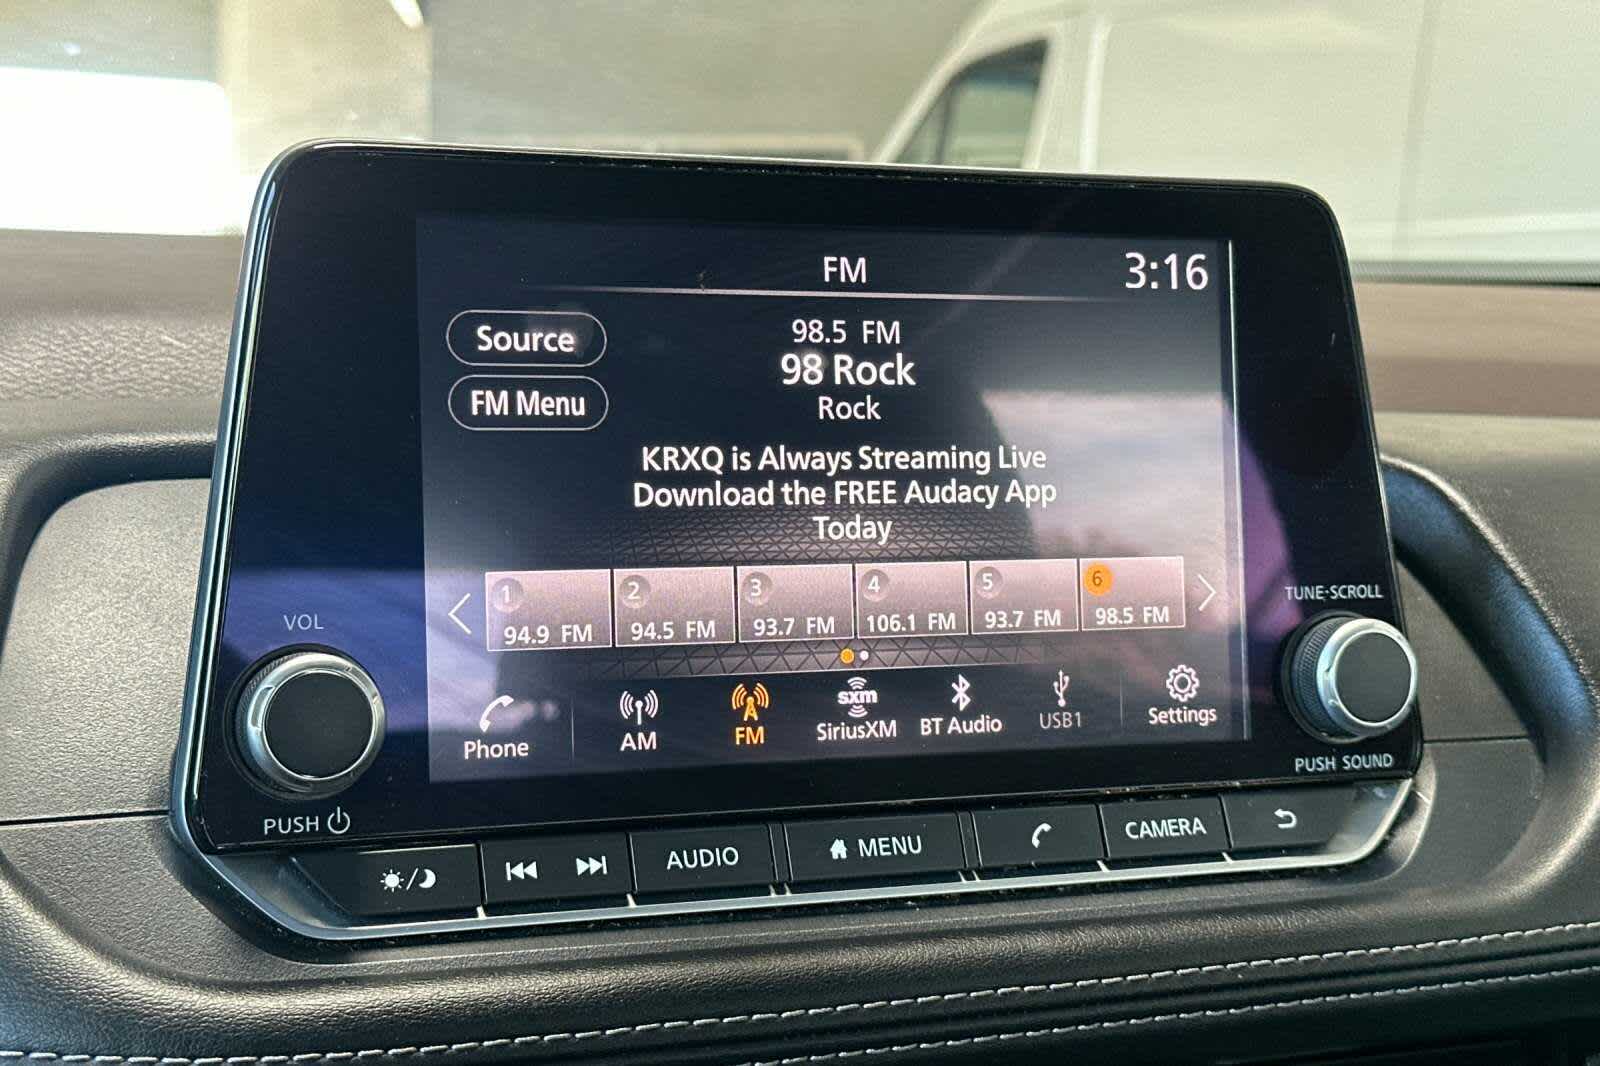 FM
3:16
Source
98.5 FM
98 Rock
FM Menu
Rock
KRXQ is Always Streaming Live
Download the FREE Audacy App
Today
1
2
3
4
5
6
94.9 FM
94.5 FM
93.7 FM
106.1 FM
93.7 FM
98.5 FM
VOL
TUNE·SCROLL
sxm
Phone
AM
FM
SiriusXM
BT Audio
USB1
Settings
PUSH
PUSH SOUND
AUDIO
MENU
CAMERA